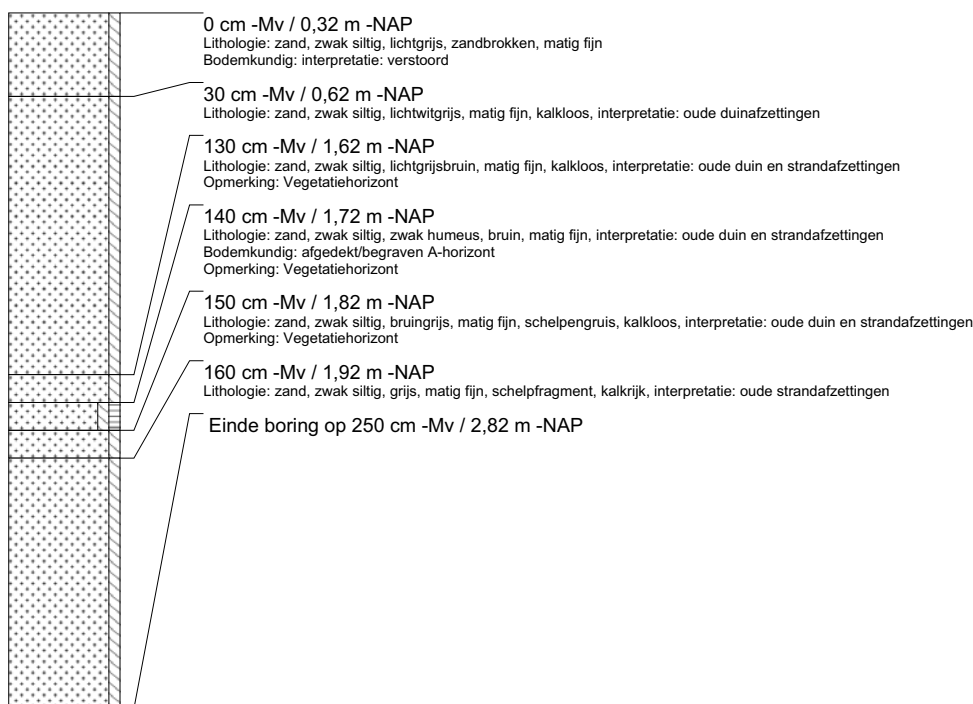 0 cm -Mv / 0,32 m -NAP
Lithologie: zand, zwak siltig, lichtgrijs, zandbrokken, matig fijn
Bodemkundig: interpretatie: verstoord
30 cm -Mv / 0,62 m -NAP
Lithologie: zand, zwak siltig, lichtwitgrijs, matig fijn, kalkloos, interpretatie: oude duinafzettingen
130 cm -Mv / 1,62 m -NAP
Lithologie: zand, zwak siltig, lichtgrijsbruin, matig fijn, kalkloos, interpretatie: oude duin en strandafzettingen
Opmerking: Vegetatiehorizont
140 cm -Mv / 1,72 m -NAP
Lithologie: zand, zwak siltig, zwak humeus, bruin, matig fijn, interpretatie: oude duin en strandafzettingen
Bodemkundig: afgedekt/begraven A-horizont
Opmerking: Vegetatiehorizont
150 cm -Mv / 1,82 m -NAP
Lithologie: zand, zwak siltig, bruingrijs, matig fijn, schelpengruis, kalkloos, interpretatie: oude duin en strandafzettingen
Opmerking: Vegetatiehorizont
160 cm -Mv / 1,92 m -NAP
Lithologie: zand, zwak siltig, grijs, matig fijn, schelpfragment, kalkrijk, interpretatie: oude strandafzettingen
Einde boring op 250 cm -Mv / 2,82 m -NAP